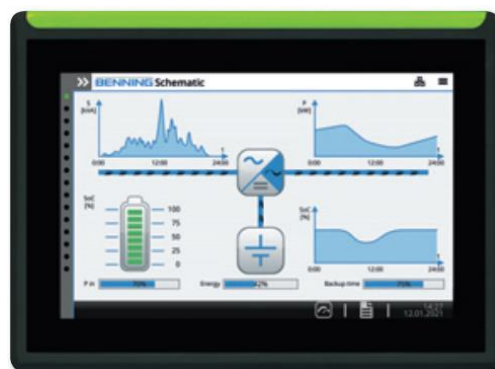 BENNING Schematic
S
[kVA]
t
0:00
12:00
24:00
P
[kW]
t
0:00
12:00
24:00
SoC
[%]
100
75
50
25
0
SoC
[%]
t
0:00
12:00
24:00
P in
70%
Energy
42%
Backup time
75%
14:27
12.01.2021